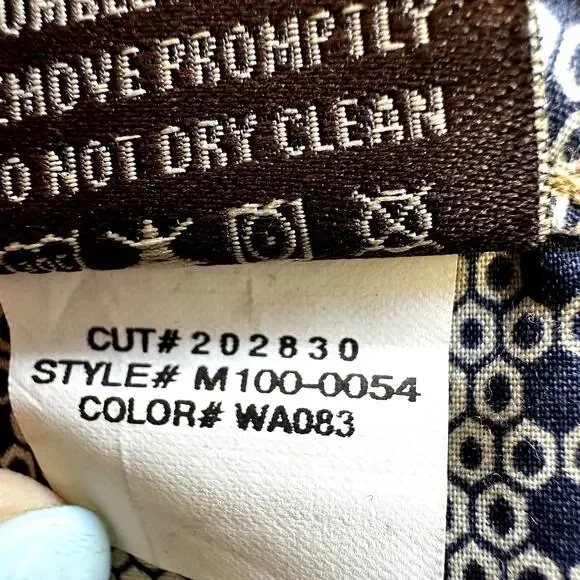 REMOVE PROMPTLY
DO NOT DRY CLEAN
CUT# 202830
STYLE# M100-0054
COLOR# WA083